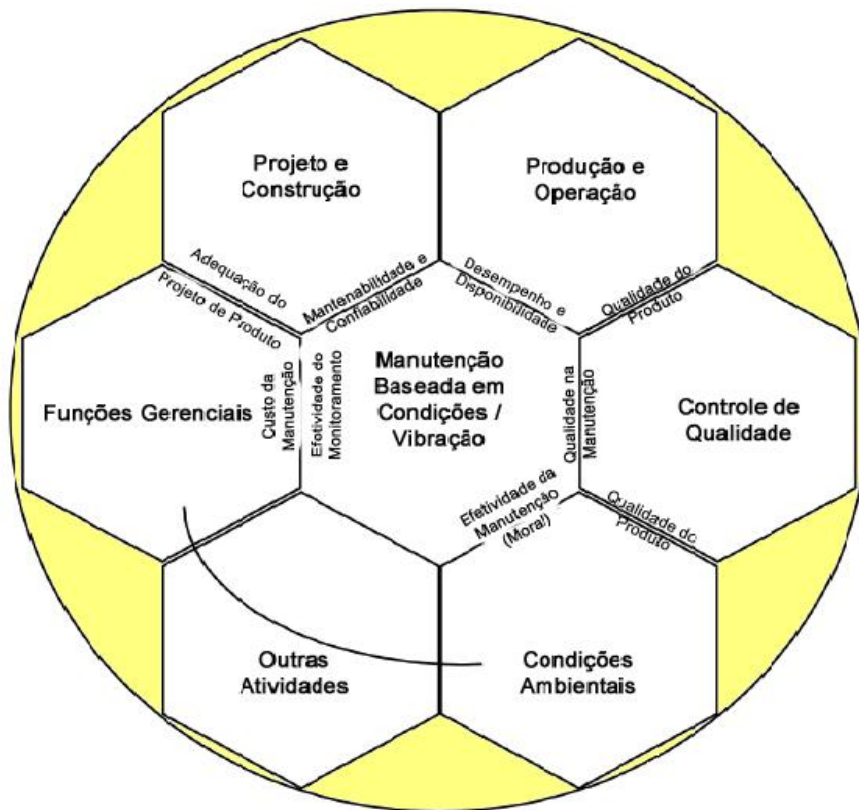 Projeto e
Construção
Produção e
Operação
Adequação do
Projeto de Produto
Mantenabilidade e
Confiabilidade
Desempenho e
Disponibilidade
Qualidade do
Produto
Funções Gerenciais
Custo da
Manutenção
Efotividade do
Monitoramento
Manutenção
Baseada em
Condições /
Vibração
Qualidade na
Manutenção
Controle de
Qualidade
Efetividade da
Manutenção
(Moral)
Qualidade do
Produto
Outras
Atividades
Condições
Ambientais